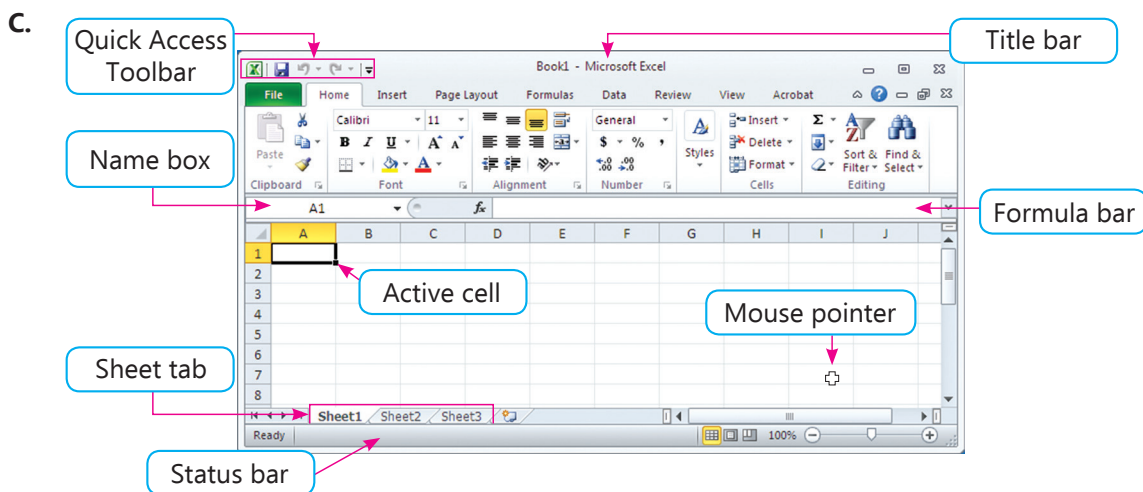 C.
Quick Access
Toolbar
Title bar
Book1 - Microsoft Excel
File Home Insert Page Layout Formulas Data Review View Acrobat
Calibri 11 General Insert Σ
Paste B I U A A $ % , Styles Delete Sort & Find &
A .00 .00 Format Filter Select
Clipboard Font Alignment Number Cells Editing
Name box
A1 fx
Formula bar
A B C D E F G H I J
1
2
3
4
5
6
7
8
Active cell
Mouse pointer
Sheet tab
Sheet1 Sheet2 Sheet3
Ready 100%
Status bar